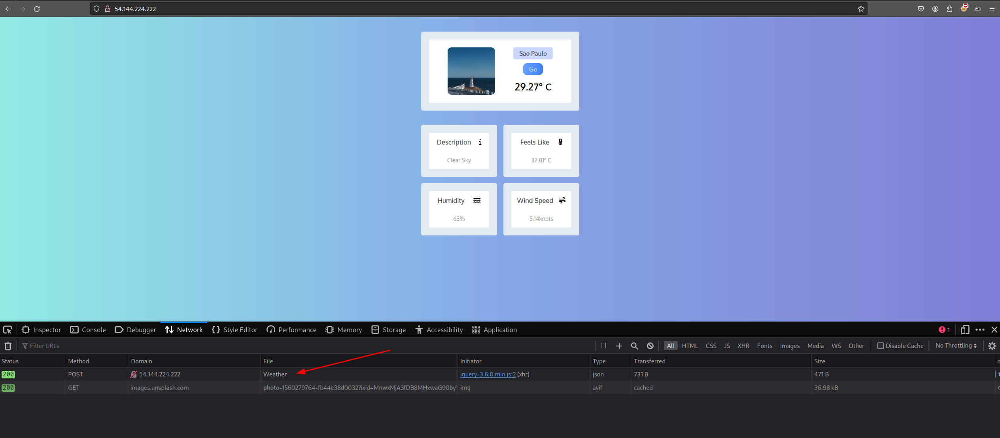 54.144.224.222
.GIT
Sao Paulo
Go
29.27° C
Description
Clear Sky
Feels Like
32.01° C
Humidity
63%
Wind Speed
5.14knots
Inspector Console Debugger Network Style Editor Performance Memory Storage Accessibility Application 1
Filter URLs All HTML CSS JS XHR Fonts Images Media WS Other Disable Cache No Throttling
Status Method Domain File Initiator Type Transferred Size
200 POST 54.144.224.222 Weather jquery-3.6.0.min.js:2 (xhr) json 731 B 471 B
200 GET images.unsplash.com photo-1560279764-fb44e38d0032?ixid=MnwxMjA3fDB8MHxwaG90by img avif cached 36.98 kB